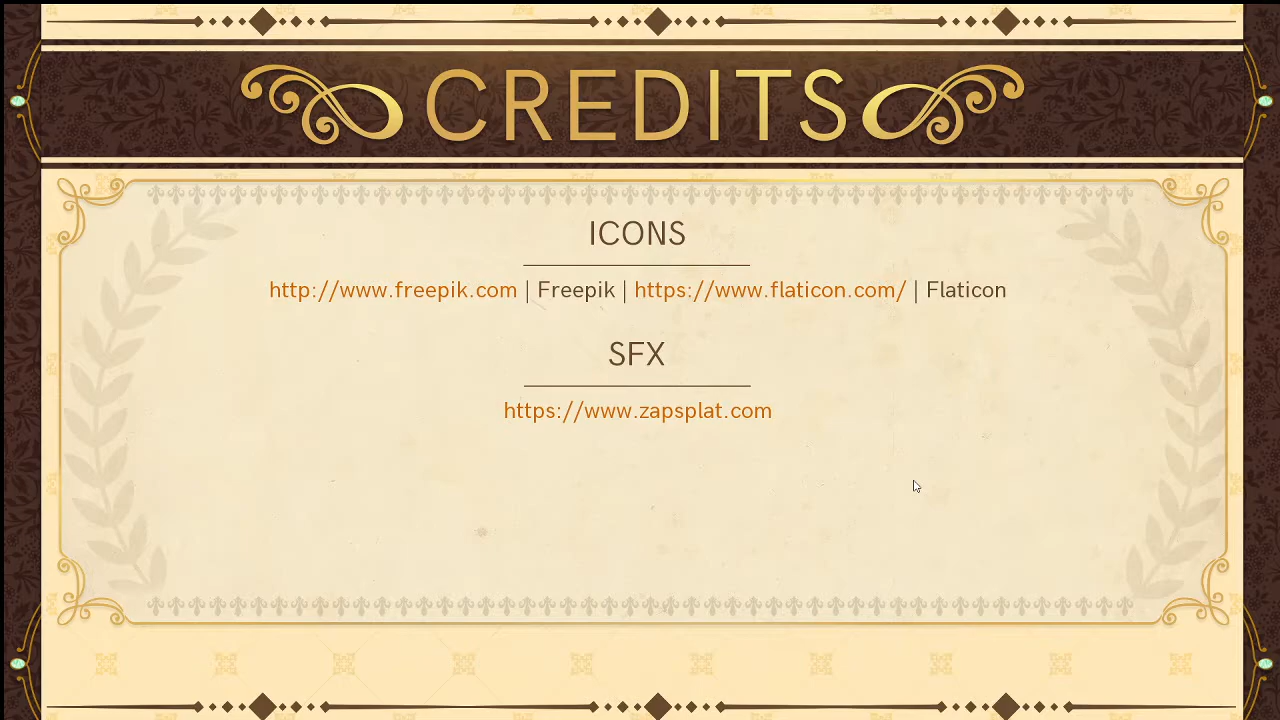 CREDITS
ICONS
http://www.freepik.com | Freepik | https://www.flaticon.com/ | Flaticon
SFX
https://www.zapsplat.com